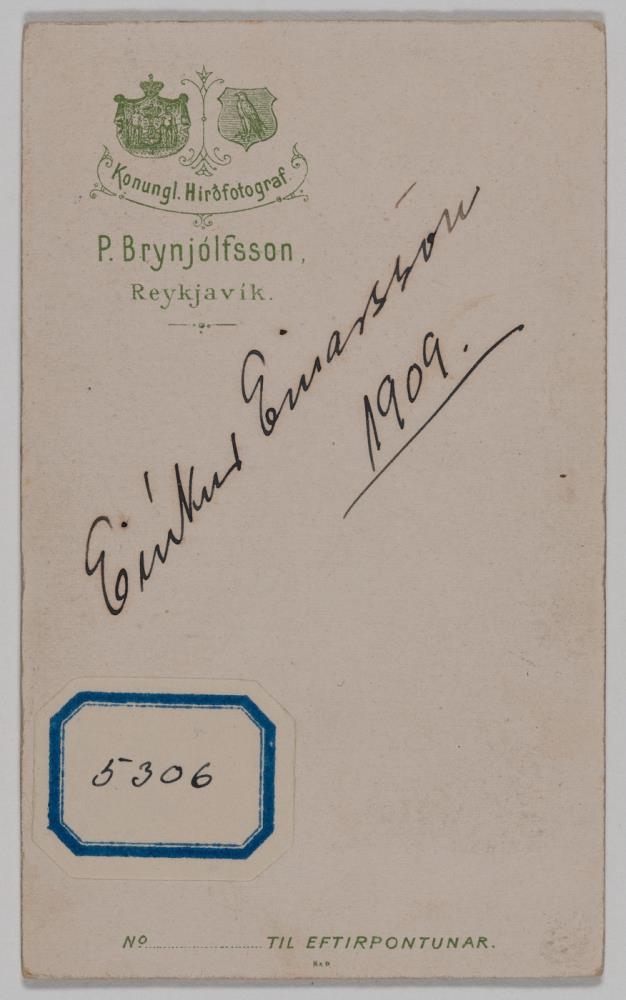 Konungl. Hirðfotograf.
P. Brynjólfsson,
Reykjavík.
Eiríkur Einarsson
1909.
5306
Nº ........................ TIL EFTIRPONTUNAR.